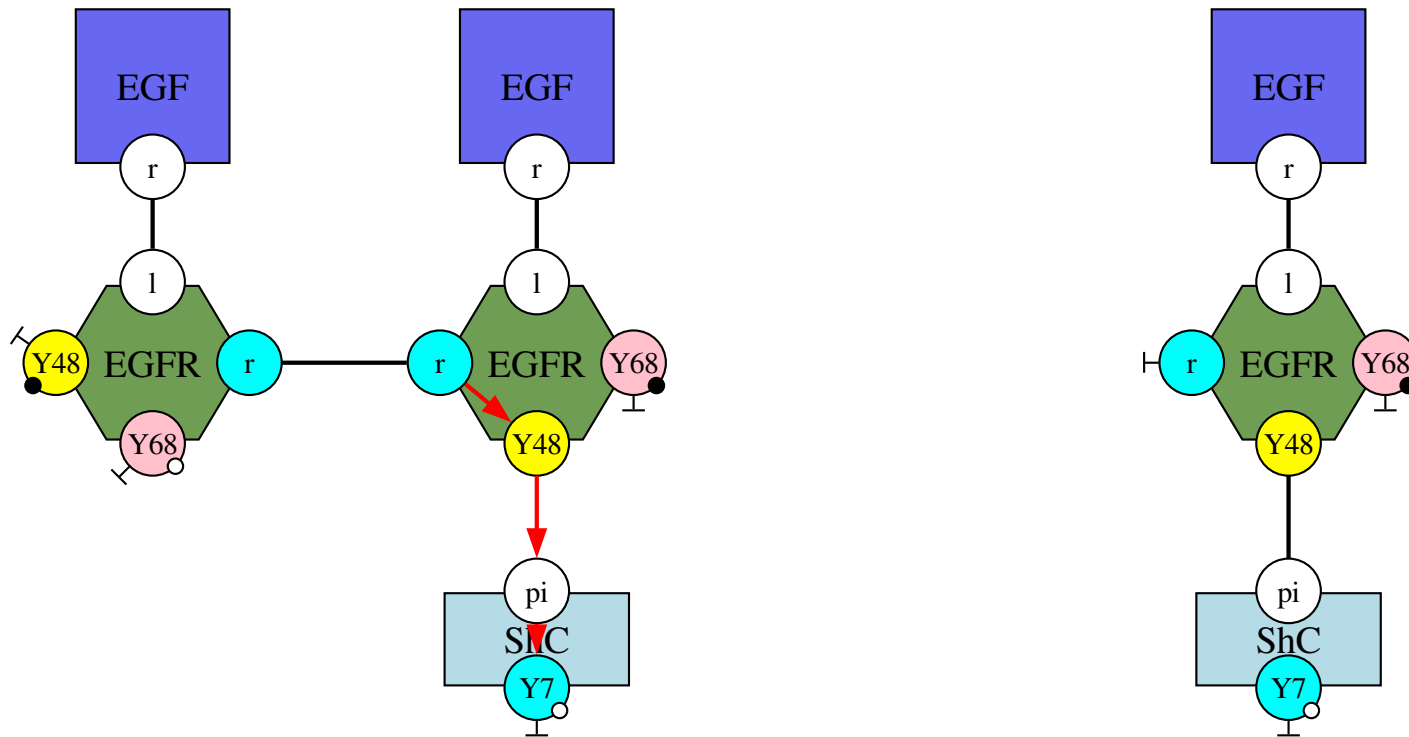 EGF EGF EGF
r r r
l l l
Y48 EGFR r r EGFR Y68 r EGFR Y68
Y68 Y48 Y48
pi pi
ShC ShC
Y7 Y7